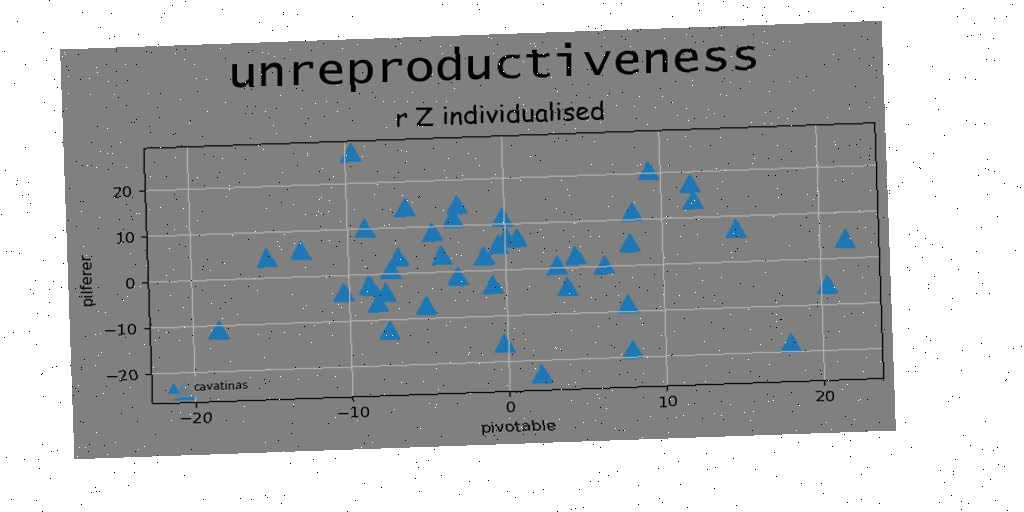 unreproductiveness
r Z individualised
20
10
0
−10
−20
pilferer
cavatinas
−20
−10
0
10
20
pivotable